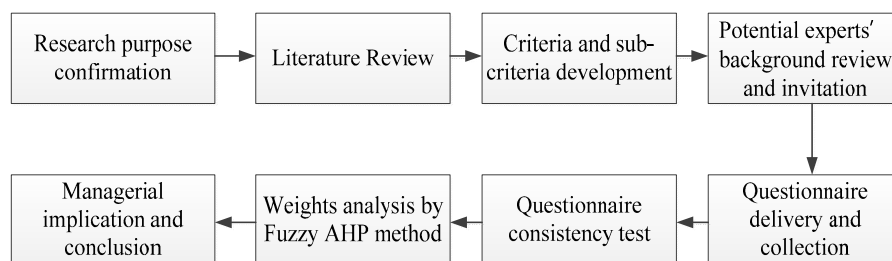 Research purpose
confirmation
Literature Review
Criteria and sub-
criteria development
Potential experts'
background review
and invitation
Managerial
implication and
conclusion
Weights analysis by
Fuzzy AHP method
Questionnaire
consistency test
Questionnaire
delivery and
collection